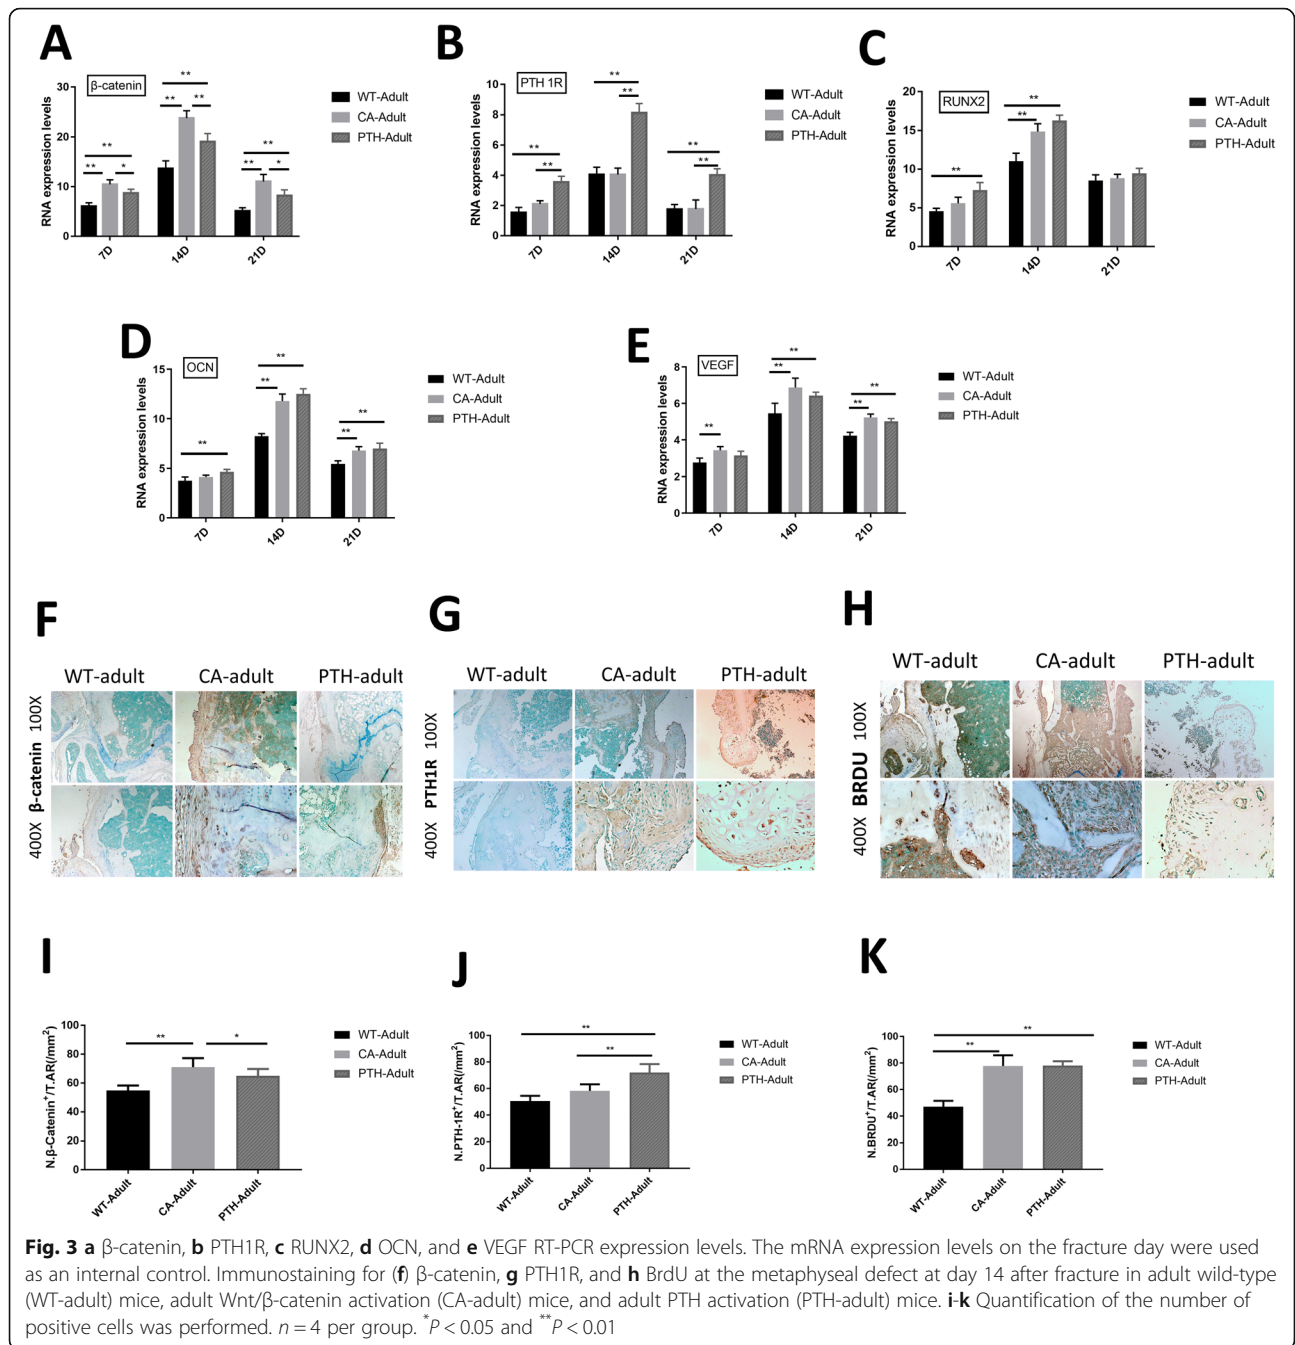 A
β-catenin
RNA expression levels
30
20
10
0
** ** **
** ** *
** ** *
7D 14D 21D
WT-Adult
CA-Adult
PTH-Adult
B
PTH 1R
RNA expression levels
10
8
6
4
2
0
** **
** **
** **
7D 14D 21D
WT-Adult
CA-Adult
PTH-Adult
C
RUNX2
RNA expression levels
20
15
10
5
0
**
** **
7D 14D 21D
WT-Adult
CA-Adult
PTH-Adult
D
OCN
RNA expression levels
15
10
5
0
**
** **
** **
7D 14D 21D
WT-Adult
CA-Adult
PTH-Adult
E
VEGF
RNA expression levels
8
6
4
2
0
**
** **
** **
7D 14D 21D
WT-Adult
CA-Adult
PTH-Adult
F
WT-adult CA-adult PTH-adult
400X β-catenin 100X
G
WT-adult CA-adult PTH-adult
400X PTH1R 100X
H
WT-adult CA-adult PTH-adult
400X BRDU 100X
I
N.β-Catenin+/T.AR(/mm2)
100
80
60
40
20
0
** *
WT-Adult CA-Adult PTH-Adult
WT-Adult
CA-Adult
PTH-Adult
J
N.PTH-1R+/T.AR(/mm2)
100
80
60
40
20
0
**
**
WT-Adult CA-Adult PTH-Adult
WT-Adult
CA-Adult
PTH-Adult
K
N.BRDU+/T.AR(/mm2)
100
80
60
40
20
0
**
**
WT-Adult CA-Adult PTH-Adult
WT-Adult
CA-Adult
PTH-Adult
Fig. 3 a β-catenin, b PTH1R, c RUNX2, d OCN, and e VEGF RT-PCR expression levels. The mRNA expression levels on the fracture day were used
as an internal control. Immunostaining for (f) β-catenin, g PTH1R, and h BrdU at the metaphyseal defect at day 14 after fracture in adult wild-type
(WT-adult) mice, adult Wnt/β-catenin activation (CA-adult) mice, and adult PTH activation (PTH-adult) mice. i-k Quantification of the number of
positive cells was performed. n = 4 per group. *P < 0.05 and **P < 0.01